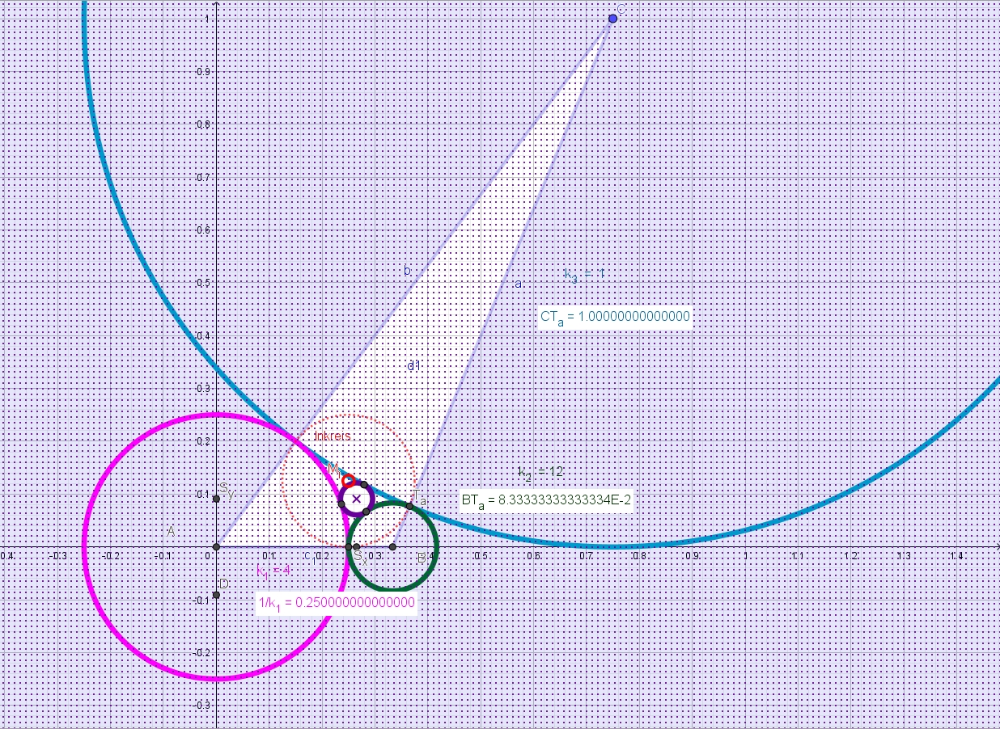 C
1
0.9
0.8
0.7
0.6
b
k3 = 1
0.5
a
CTa = 1.00000000000000
0.4
d1
0.3
Inkreis
0.2
M
k2 = 12
Sy
0.1
Ta
BTa = 8.33333333333334E-2
A
0.4 -0.3 -0.2 -0.1 0 0.1 0.2 0.3 0.4 0.5 0.6 0.7 0.8 0.9 1 1.1 1.2 1.3 1.4
Sx
B
k1 = 4
D
-0.1
1/k1 = 0.250000000000000
-0.2
-0.3